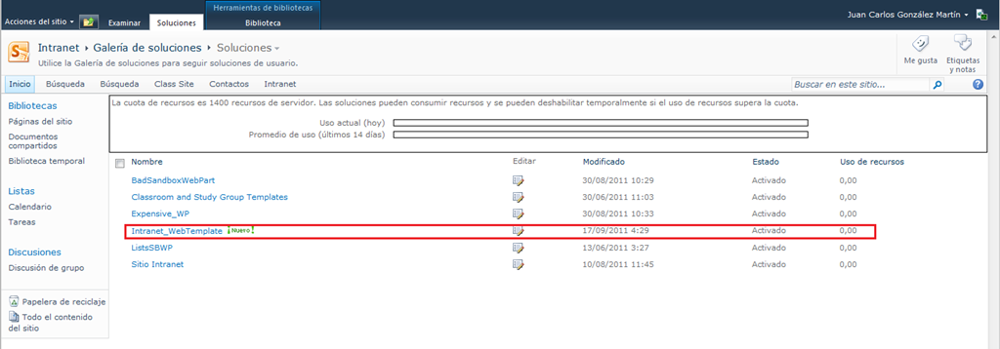 Herramientas de bibliotecas
Acciones del sitio Examinar Soluciones Biblioteca Juan Carlos González Martín
Intranet Galería de soluciones Soluciones
Utilice la Galería de soluciones para seguir soluciones de usuario.
Me gusta Etiquetas y notas
Inicio Búsqueda Búsqueda Class Site Contactos Intranet Buscar en este sitio...
Bibliotecas
Páginas del sitio
Documentos
compartidos
Biblioteca temporal
Listas
Calendario
Tareas
Discusiones
Discusión de grupo
Papelera de reciclaje
Todo el contenido
del sitio
La cuota de recursos es 1400 recursos de servidor. Las soluciones pueden consumir recursos y se pueden deshabilitar temporalmente si el uso de recursos supera la cuota.
Uso actual (hoy)
Promedio de uso (últimos 14 días)
Nombre Editar Modificado Estado Uso de recursos
BadSandboxWebPart 30/08/2011 10:29 Activado 0,00
Classroom and Study Group Templates 30/06/2011 11:03 Activado 0,00
Expensive_WP 30/08/2011 10:33 Activado 0,00
Intranet_WebTemplate ¡Nuevo! 17/09/2011 4:29 Activado 0,00
ListsSBWP 13/06/2011 3:27 Activado 0,00
Sitio Intranet 10/08/2011 11:45 Activado 0,00